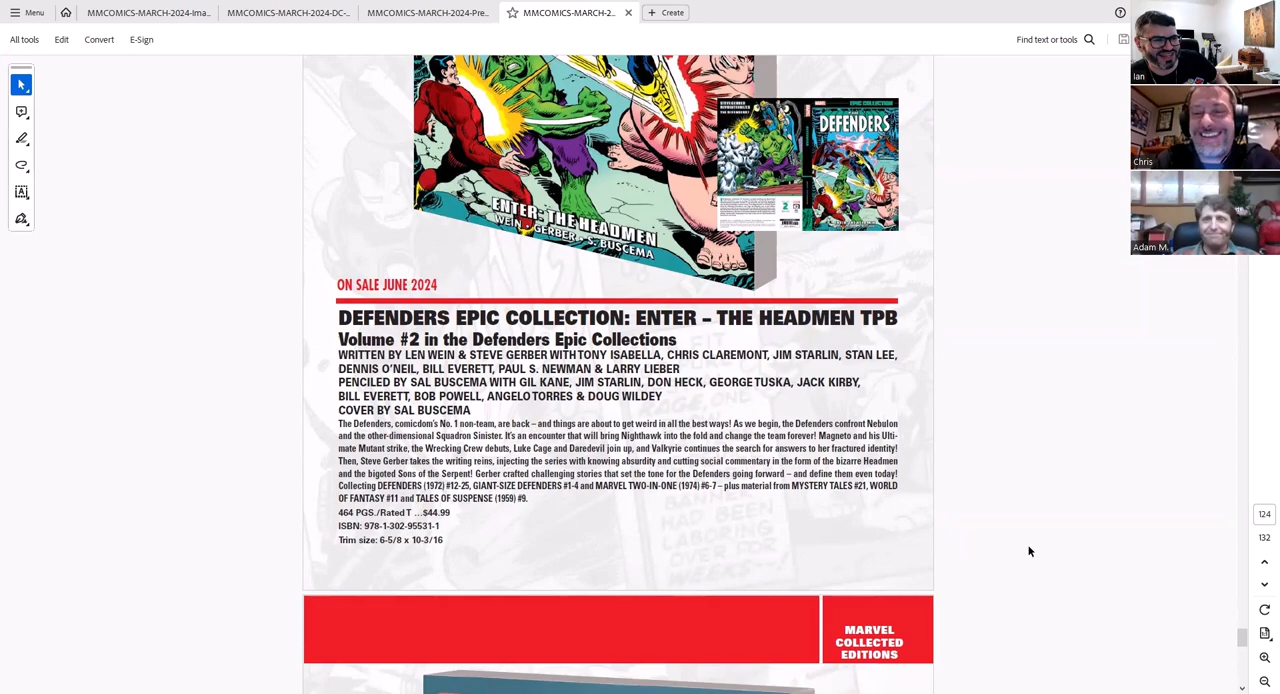 Menu
MMCOMICS-MARCH-2024-Ima...
MMCOMICS-MARCH-2024-DC-...
MMCOMICS-MARCH-2024-Pre...
MMCOMICS-MARCH-2...
Create
All tools
Edit
Convert
E-Sign
Find text or tools
Ian
Chris
Adam M.
ENTER: THE HEADMEN
WEIN • GERBER • S. BUSCEMA
EPIC COLLECTION
DEFENDERS
ON SALE JUNE 2024
DEFENDERS EPIC COLLECTION: ENTER – THE HEADMEN TPB
Volume #2 in the Defenders Epic Collections
WRITTEN BY LEN WEIN & STEVE GERBER WITH TONY ISABELLA, CHRIS CLAREMONT, JIM STARLIN, STAN LEE,
DENNIS O'NEIL, BILL EVERETT, PAUL S. NEWMAN & LARRY LIEBER
PENCILED BY SAL BUSCEMA WITH GIL KANE, JIM STARLIN, DON HECK, GEORGE TUSKA, JACK KIRBY,
BILL EVERETT, BOB POWELL, ANGELO TORRES & DOUG WILDEY
COVER BY SAL BUSCEMA
The Defenders, comicdom's No. 1 non-team, are back – and things are about to get weird in all the best ways! As we begin, the Defenders confront Nebulon
and the other-dimensional Squadron Sinister. It's an encounter that will bring Nighthawk into the fold and change the team forever! Magneto and his Ulti-
mate Mutant strike, the Wrecking Crew debuts, Luke Cage and Daredevil join up, and Valkyrie continues the search for answers to her fractured identity!
Then, Steve Gerber takes the writing reins, injecting the series with knowing absurdity and cutting social commentary in the form of the bizarre Headmen
and the bigoted Sons of the Serpent! Gerber crafted challenging stories that set the tone for the Defenders going forward – and define them even today!
Collecting DEFENDERS (1972) #12-25, GIANT-SIZE DEFENDERS #1-4 and MARVEL TWO-IN-ONE (1974) #6-7 – plus material from MYSTERY TALES #21, WORLD
OF FANTASY #11 and TALES OF SUSPENSE (1959) #9.
464 PGS./Rated T ...$44.99
ISBN: 978-1-302-95531-1
Trim size: 6-5/8 x 10-3/16
124
132
MARVEL
COLLECTED
EDITIONS